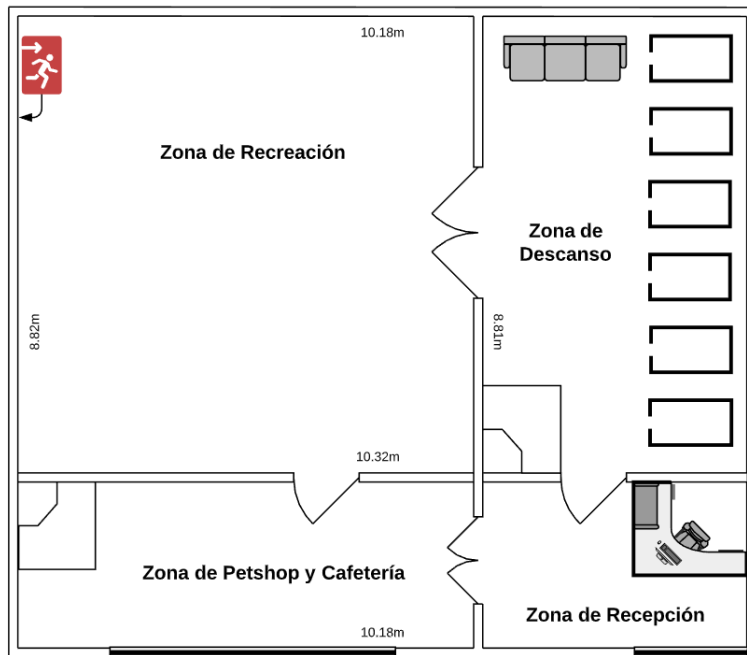 10.18m
Zona de Recreación
Zona de
Descanso
8.82m
8.81m
10.32m
Zona de Petshop y Cafetería
Zona de Recepción
10.18m